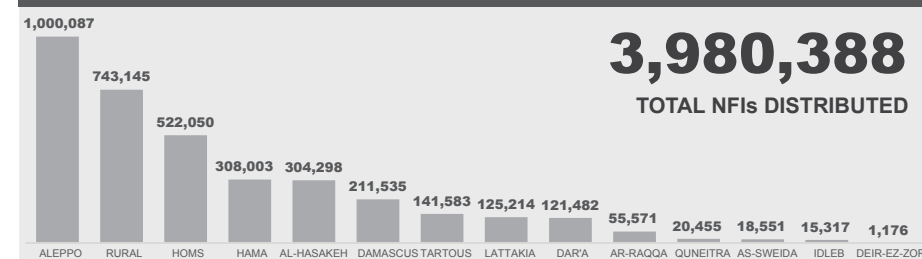 1,000,087
3,980,388
743,145
TOTAL NFIs DISTRIBUTED
522,050
308,003 304,298
211,535
141,583 125,214 121,482
55,571
20,455 18,551 15,317 1,176
ALEPPO RURAL HOMS HAMA AL-HASAKEH DAMASCUS TARTOUS LATTAKIA DAR'A AR-RAQQA QUNEITRA AS-SWEIDA IDLEB DEIR-EZ-ZOR